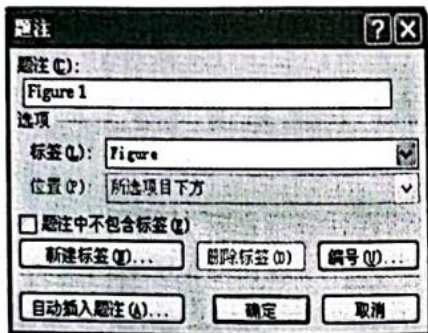 题注
题注(C):
Figure 1
选项
标签(L): Figure
位置(P): 所选项目下方
题注中不包含标签(E)
新建标签(N)... 删除标签(D) 编号(U)...
自动插入题注(A)... 确定 取消